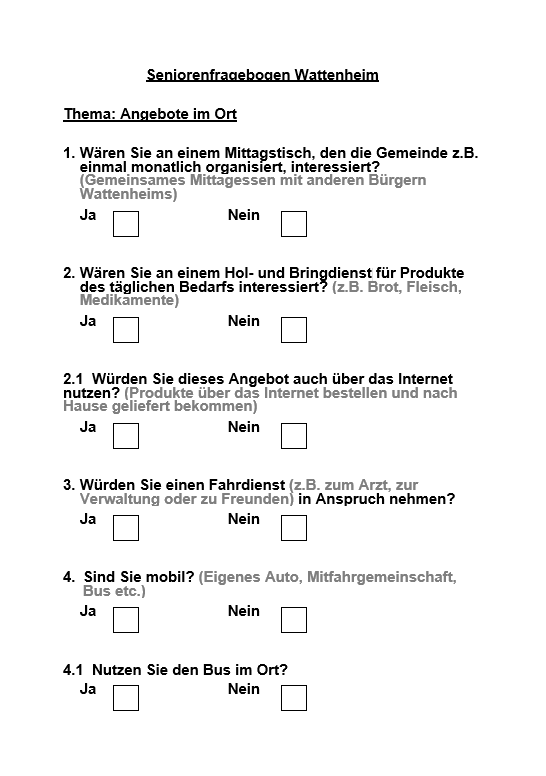 Seniorenfragebogen Wattenheim
Thema: Angebote im Ort
1. Wären Sie an einem Mittagstisch, den die Gemeinde z.B.
einmal monatlich organisiert, interessiert?
(Gemeinsames Mittagessen mit anderen Bürgern
Wattenheims)
Ja Nein
2. Wären Sie an einem Hol- und Bringdienst für Produkte
des täglichen Bedarfs interessiert? (z.B. Brot, Fleisch,
Medikamente)
Ja Nein
2.1 Würden Sie dieses Angebot auch über das Internet
nutzen? (Produkte über das Internet bestellen und nach
Hause geliefert bekommen)
Ja Nein
3. Würden Sie einen Fahrdienst (z.B. zum Arzt, zur
Verwaltung oder zu Freunden) in Anspruch nehmen?
Ja Nein
4. Sind Sie mobil? (Eigenes Auto, Mitfahrgemeinschaft,
Bus etc.)
Ja Nein
4.1 Nutzen Sie den Bus im Ort?
Ja Nein